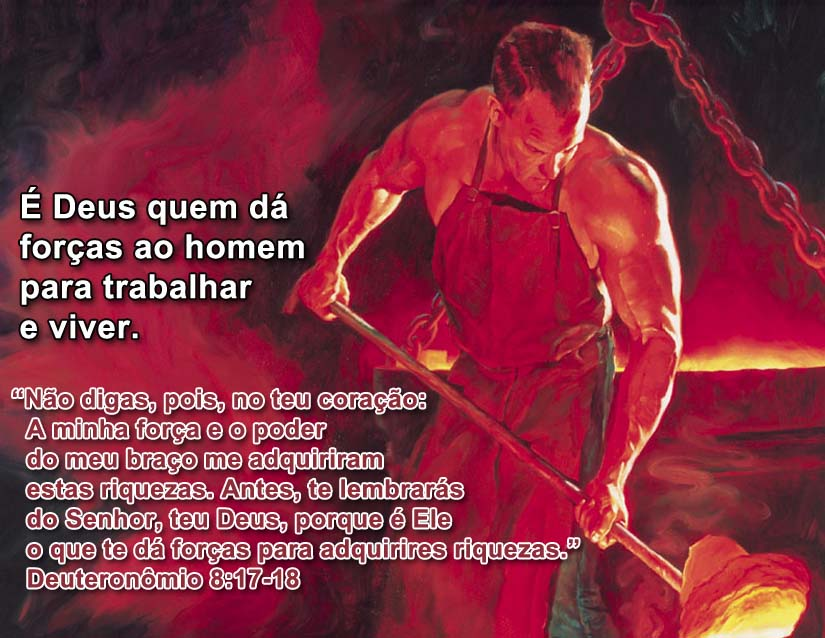 É Deus quem dá
forças ao homem
para trabalhar
e viver.
“Não digas, pois, no teu coração:
A minha força e o poder
do meu braço me adquiriram
estas riquezas. Antes, te lembrarás
do Senhor, teu Deus, porque é Ele
o que te dá forças para adquirires riquezas.”
Deuteronômio 8:17-18